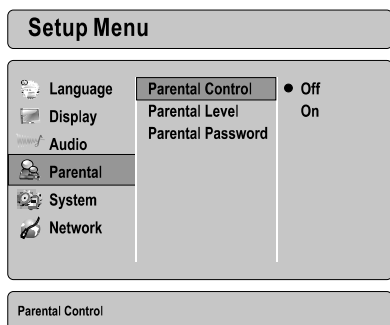 Setup Menu
Language
Display
Audio
Parental
System
Network
Parental Control
Parental Level
Parental Password
Off
On
Parental Control